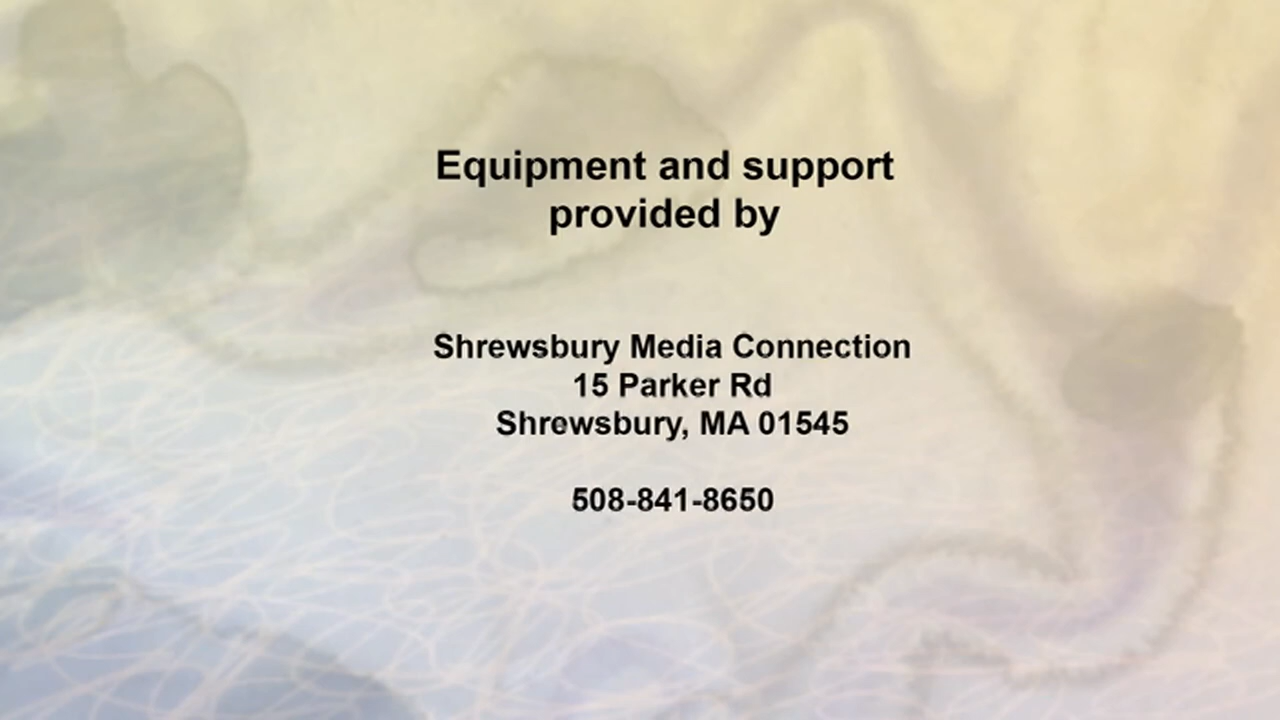 Equipment and support
provided by
Shrewsbury Media Connection
15 Parker Rd
Shrewsbury, MA 01545
508-841-8650